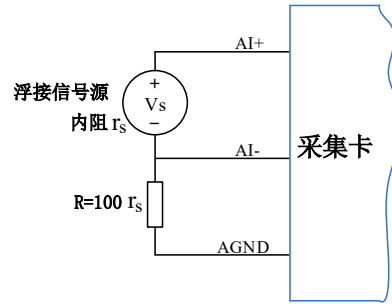 AI+
浮接信号源
内阻 rs
+
Vs
−
AI-
采集卡
R=100 rs
AGND